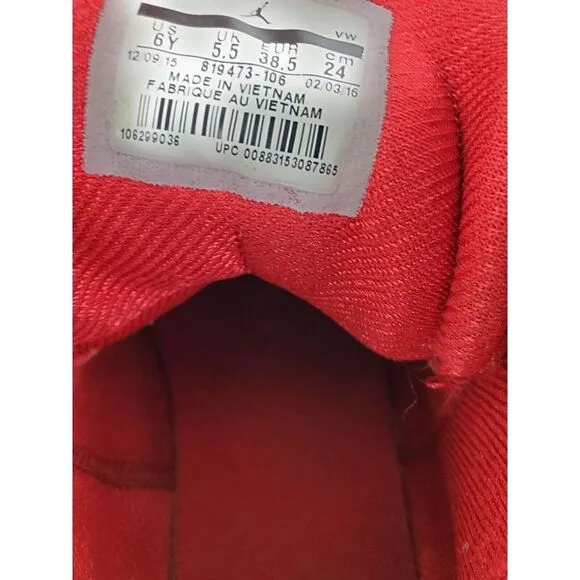 VW
US UK EUR cm
6Y 5.5 38.5 24
12/09/15 819473-106 02/03/16
MADE IN VIETNAM
FABRIQUE AU VIETNAM
106299036 UPC 00883153087865